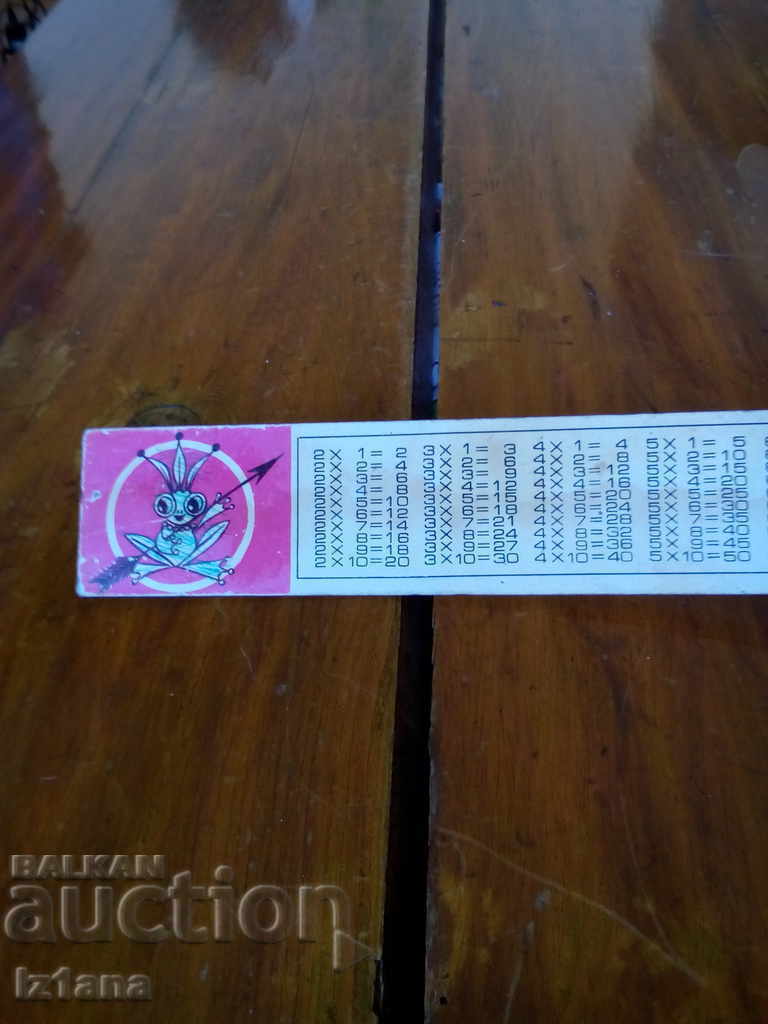 2 X 1 = 2 3 X 1 = 3 4 X 1 = 4 5 X 1 = 5
2 X 2 = 4 3 X 2 = 6 4 X 2 = 8 5 X 2 = 10
2 X 3 = 6 3 X 3 = 9 4 X 3 = 12 5 X 3 = 15
2 X 4 = 8 3 X 4 = 12 4 X 4 = 16 5 X 4 = 20
2 X 5 = 10 3 X 5 = 15 4 X 5 = 20 5 X 5 = 25
2 X 6 = 12 3 X 6 = 18 4 X 6 = 24 5 X 6 = 30
2 X 7 = 14 3 X 7 = 21 4 X 7 = 28 5 X 7 = 35
2 X 8 = 16 3 X 8 = 24 4 X 8 = 32 5 X 8 = 40
2 X 9 = 18 3 X 9 = 27 4 X 9 = 36 5 X 9 = 45
2 X 10 = 20 3 X 10 = 30 4 X 10 = 40 5 X 10 = 50
BALKAN
auction
Iz1ana